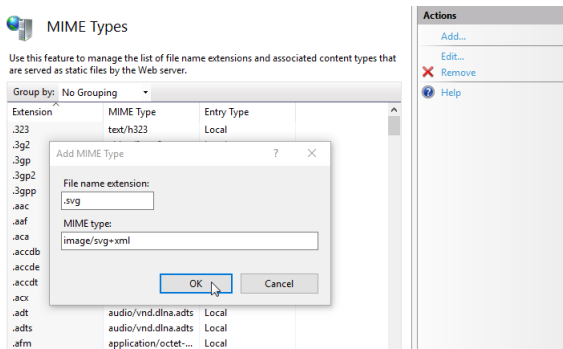 MIME Types
Use this feature to manage the list of file name extensions and associated content types that
are served as static files by the Web server.
Group by: No Grouping
Extension MIME Type Entry Type
.323 text/h323 Local
.3g2
.3gp
.3gp2
.3gpp
.aac
.aaf
.aca
.accdb
.accde
.accdt
.acx
.adt audio/vnd.dlna.adts Local
.adts audio/vnd.dlna.adts Local
.afm application/octet-... Local
Add MIME Type ?
File name extension:
.svg
MIME type:
image/svg+xml
OK Cancel
Actions
Add...
Edit...
Remove
Help